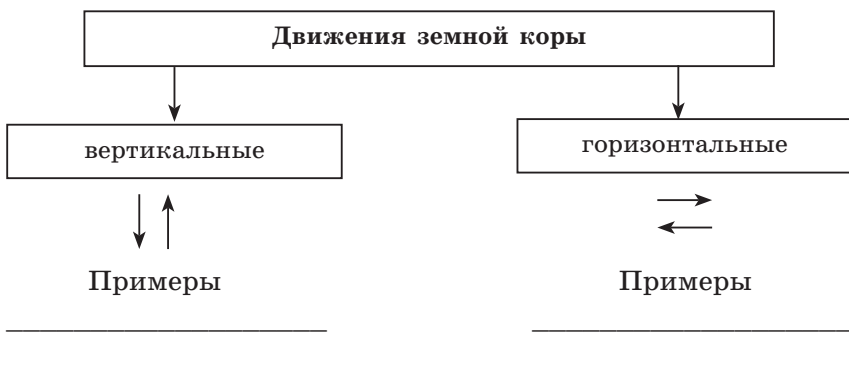 Движения земной коры
вертикальные
горизонтальные
Примеры
Примеры